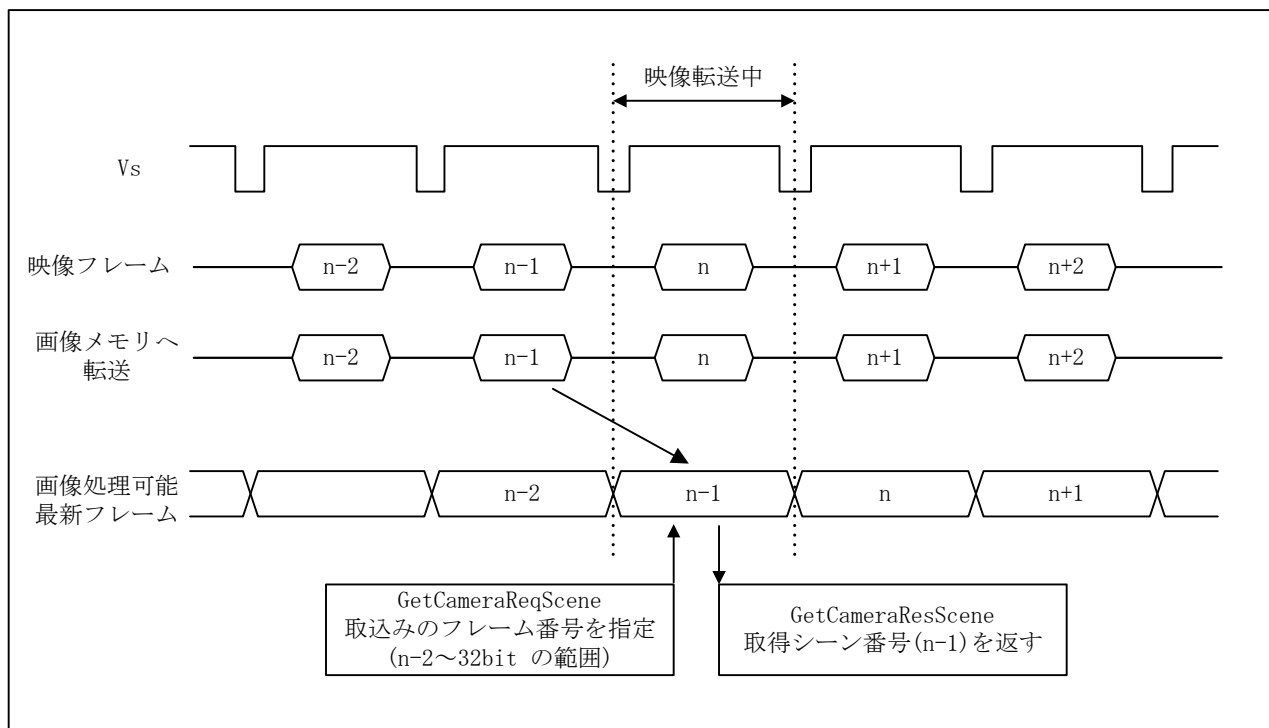 映像転送中
Vs
映像フレーム
n-2
n-1
n
n+1
n+2
画像メモリへ
転送
n-2
n-1
n
n+1
n+2
画像処理可能
最新フレーム
n-2
n-1
n
n+1
GetCameraReqScene
取込みのフレーム番号を指定
(n-2～32bit の範囲)
GetCameraResScene
取得シーン番号(n-1)を返す